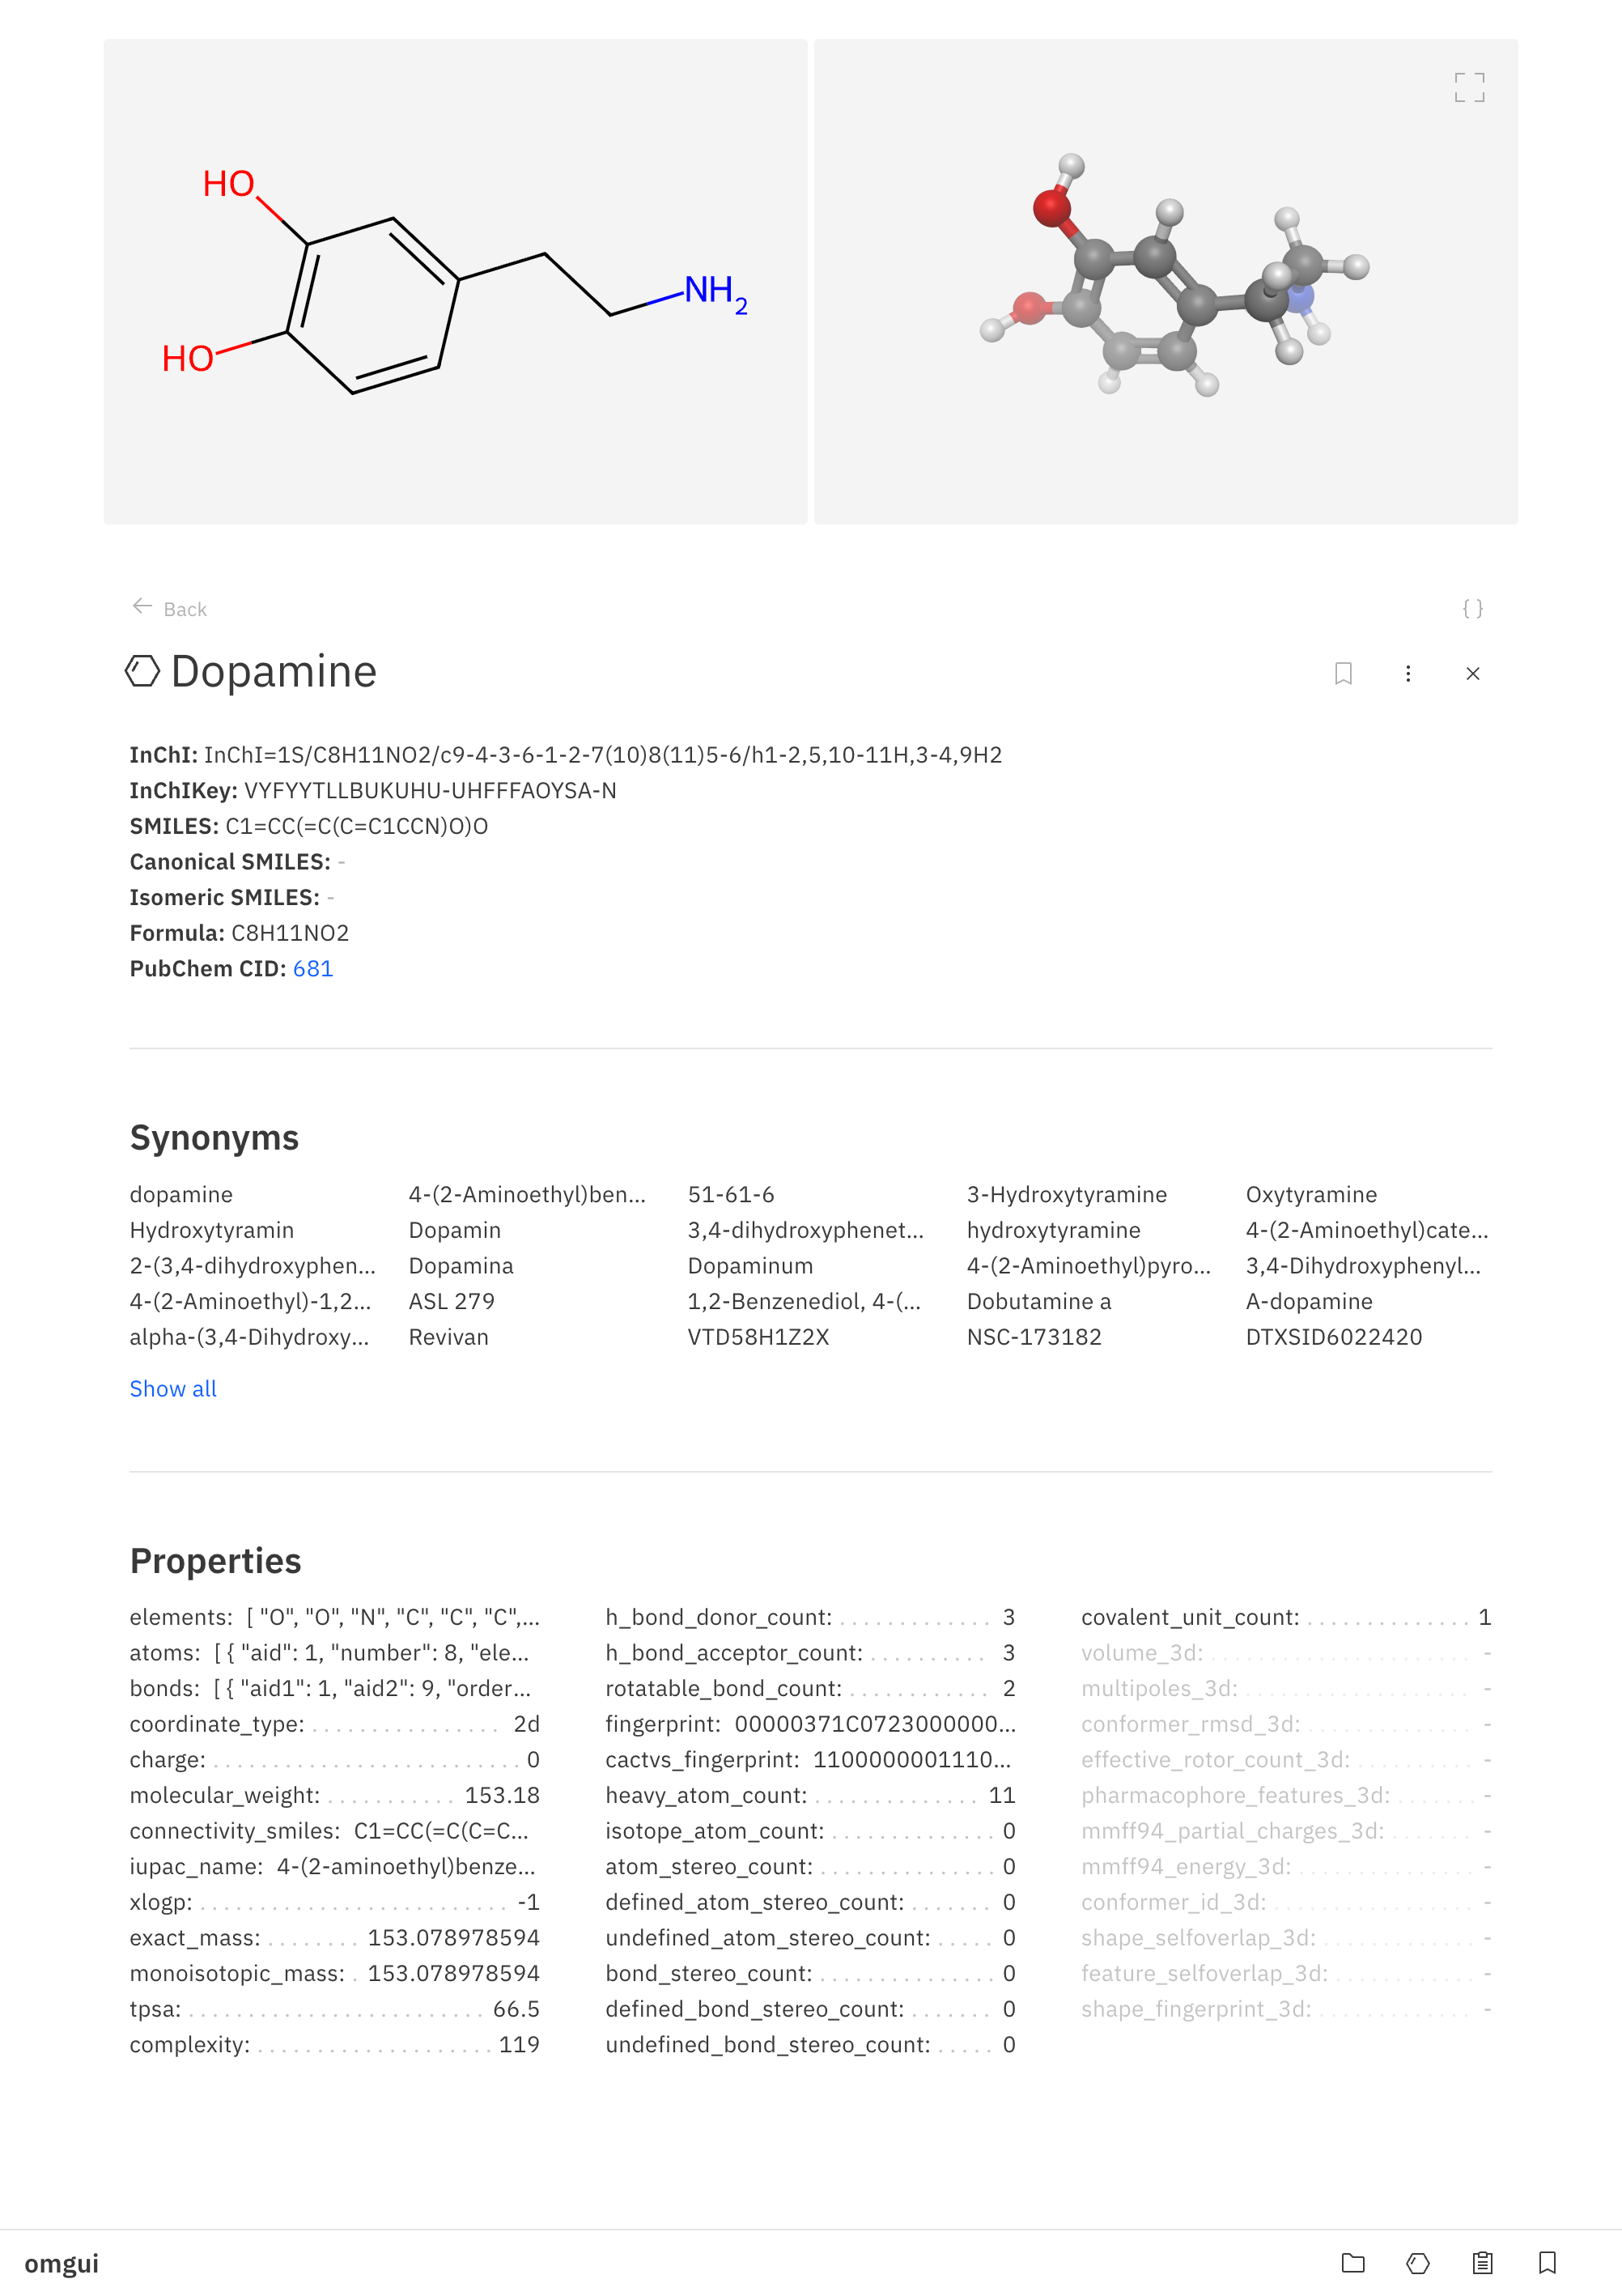 HO
NH2
HO
Back
{ }
Dopamine
InChI: InChI=1S/C8H11NO2/c9-4-3-6-1-2-7(10)8(11)5-6/h1-2,5,10-11H,3-4,9H2
InChIKey: VYFYYTLLBUKUHU-UHFFFAOYSA-N
SMILES: C1=CC(=C(C=C1CCN)O)O
Canonical SMILES: -
Isomeric SMILES: -
Formula: C8H11NO2
PubChem CID: 681
Synonyms
dopamine 4-(2-Aminoethyl)ben... 51-61-6 3-Hydroxytyramine Oxytyramine
Hydroxytyramin Dopamin 3,4-dihydroxyphenet... hydroxytyramine 4-(2-Aminoethyl)cate...
2-(3,4-dihydroxyphen... Dopamina Dopaminum 4-(2-Aminoethyl)pyro... 3,4-Dihydroxyphenyl...
4-(2-Aminoethyl)-1,2... ASL 279 1,2-Benzenediol, 4-(... Dobutamine a A-dopamine
alpha-(3,4-Dihydroxy... Revivan VTD58H1Z2X NSC-173182 DTXSID6022420
Show all
Properties
elements: [ "O", "O", "N", "C", "C", "C",...
atoms: [ { "aid": 1, "number": 8, "ele...
bonds: [ { "aid1": 1, "aid2": 9, "order...
coordinate_type: 2d
charge: 0
molecular_weight: 153.18
connectivity_smiles: C1=CC(=C(C=C...
iupac_name: 4-(2-aminoethyl)benze...
xlogp: -1
exact_mass: 153.078978594
monoisotopic_mass: 153.078978594
tpsa: 66.5
complexity: 119
h_bond_donor_count: 3
h_bond_acceptor_count: 3
rotatable_bond_count: 2
fingerprint: 00000371C0723000000...
cactvs_fingerprint: 1100000001110...
heavy_atom_count: 11
isotope_atom_count: 0
atom_stereo_count: 0
defined_atom_stereo_count: 0
undefined_atom_stereo_count: 0
bond_stereo_count: 0
defined_bond_stereo_count: 0
undefined_bond_stereo_count: 0
covalent_unit_count: 1
volume_3d: -
multipoles_3d: -
conformer_rmsd_3d: -
effective_rotor_count_3d: -
pharmacophore_features_3d: -
mmff94_partial_charges_3d: -
mmff94_energy_3d: -
conformer_id_3d: -
shape_selfoverlap_3d: -
feature_selfoverlap_3d: -
shape_fingerprint_3d: -
omgui